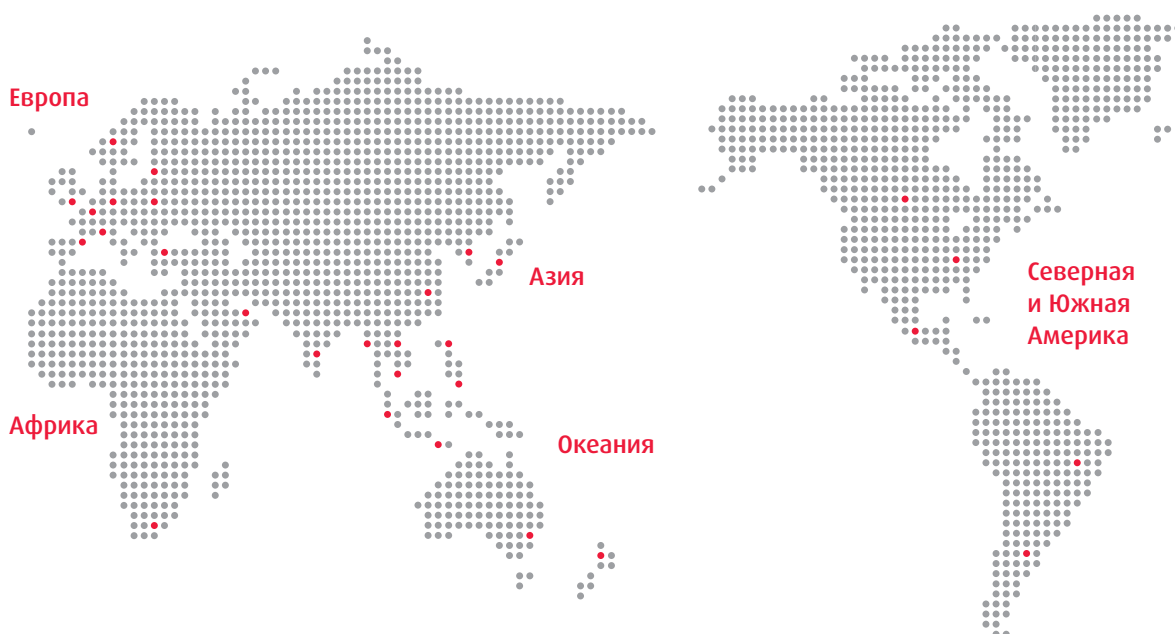 Европа
Азия
Северная
и Южная
Америка
Африка
Океания